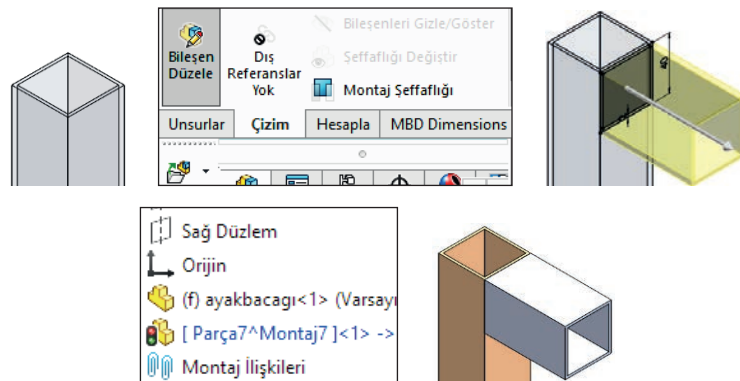 Bileşenleri Gizle/Göster
Bileşen Düzele
Dış Referanslar Yok
Şeffaflığı Değiştir
Montaj Şeffaflığı
Unsurlar Çizim Hesapla MBD Dimensions
Sağ Düzlem
Orijin
(f) ayakbacagı<1> (Varsayı
[ Parça7^Montaj7 ]<1> ->
Montaj İlişkileri